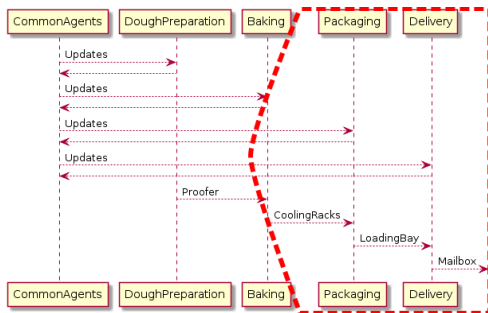 CommonAgents DoughPreparation Baking Packaging Delivery
Updates
Updates
Updates
Updates
Proofer
CoolingRacks
LoadingBay
Mailbox
CommonAgents DoughPreparation Baking Packaging Delivery